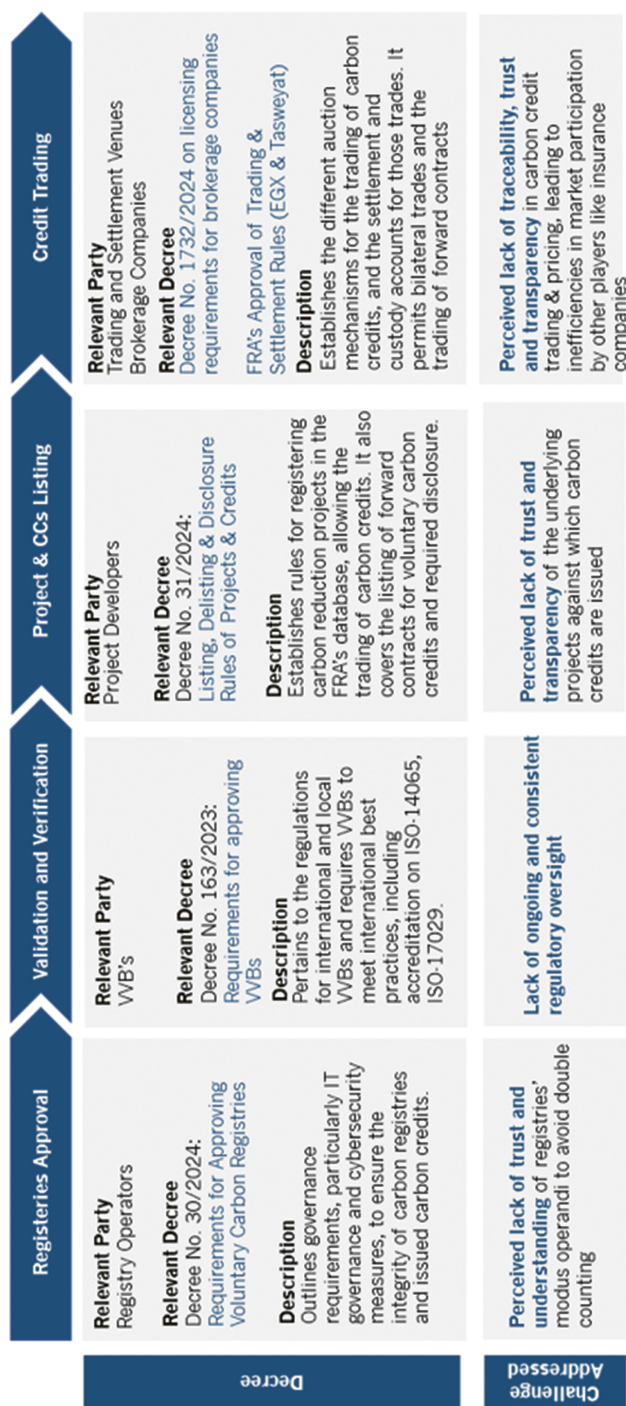 Registeries Approval
Validation and Verification
Project & CCs Listing
Credit Trading
Decree
Relevant Party
Registry Operators
Relevant Decree
Decree No. 30/2024:
Requirements for Approving
Voluntary Carbon Registries
Description
Outlines governance
requirements, particularly IT
governance and cybersecurity
measures, to ensure the
integrity of carbon registries
and issued carbon credits.
Relevant Party
VVB's
Relevant Decree
Decree No. 163/2023:
Requirements for approving
VVBs
Description
Pertains to the regulations
for international and local
VVBs and requires VVBs to
meet international best
practices, including
accreditation on ISO-14065,
ISO-17029.
Relevant Party
Project Developers
Relevant Decree
Decree No. 31/2024:
Listing, Delisting & Disclosure
Rules of Projects & Credits
Description
Establishes rules for registering
carbon reduction projects in the
FRA's database, allowing the
trading of carbon credits. It also
covers the listing of forward
contracts for voluntary carbon
credits and required disclosure.
Relevant Party
Trading and Settlement Venues
Brokerage Companies
Relevant Decree
Decree No. 1732/2024 on licensing
requirements for brokerage companies
FRA's Approval of Trading &
Settlement Rules (EGX & Tasweyat)
Description
Establishes the different auction
mechanisms for the trading of carbon
credits, and the settlement and
custody accounts for those trades. It
permits bilateral trades and the
trading of forward contracts
Challenge
Addressed
Perceived lack of trust and
understanding of registries'
modus operandi to avoid double
counting
Lack of ongoing and consistent
regulatory oversight
Perceived lack of trust and
transparency of the underlying
projects against which carbon
credits are issued
Perceived lack of traceability, trust
and transparency in carbon credit
trading & pricing, leading to
inefficiencies in market participation
by other players like insurance
companies